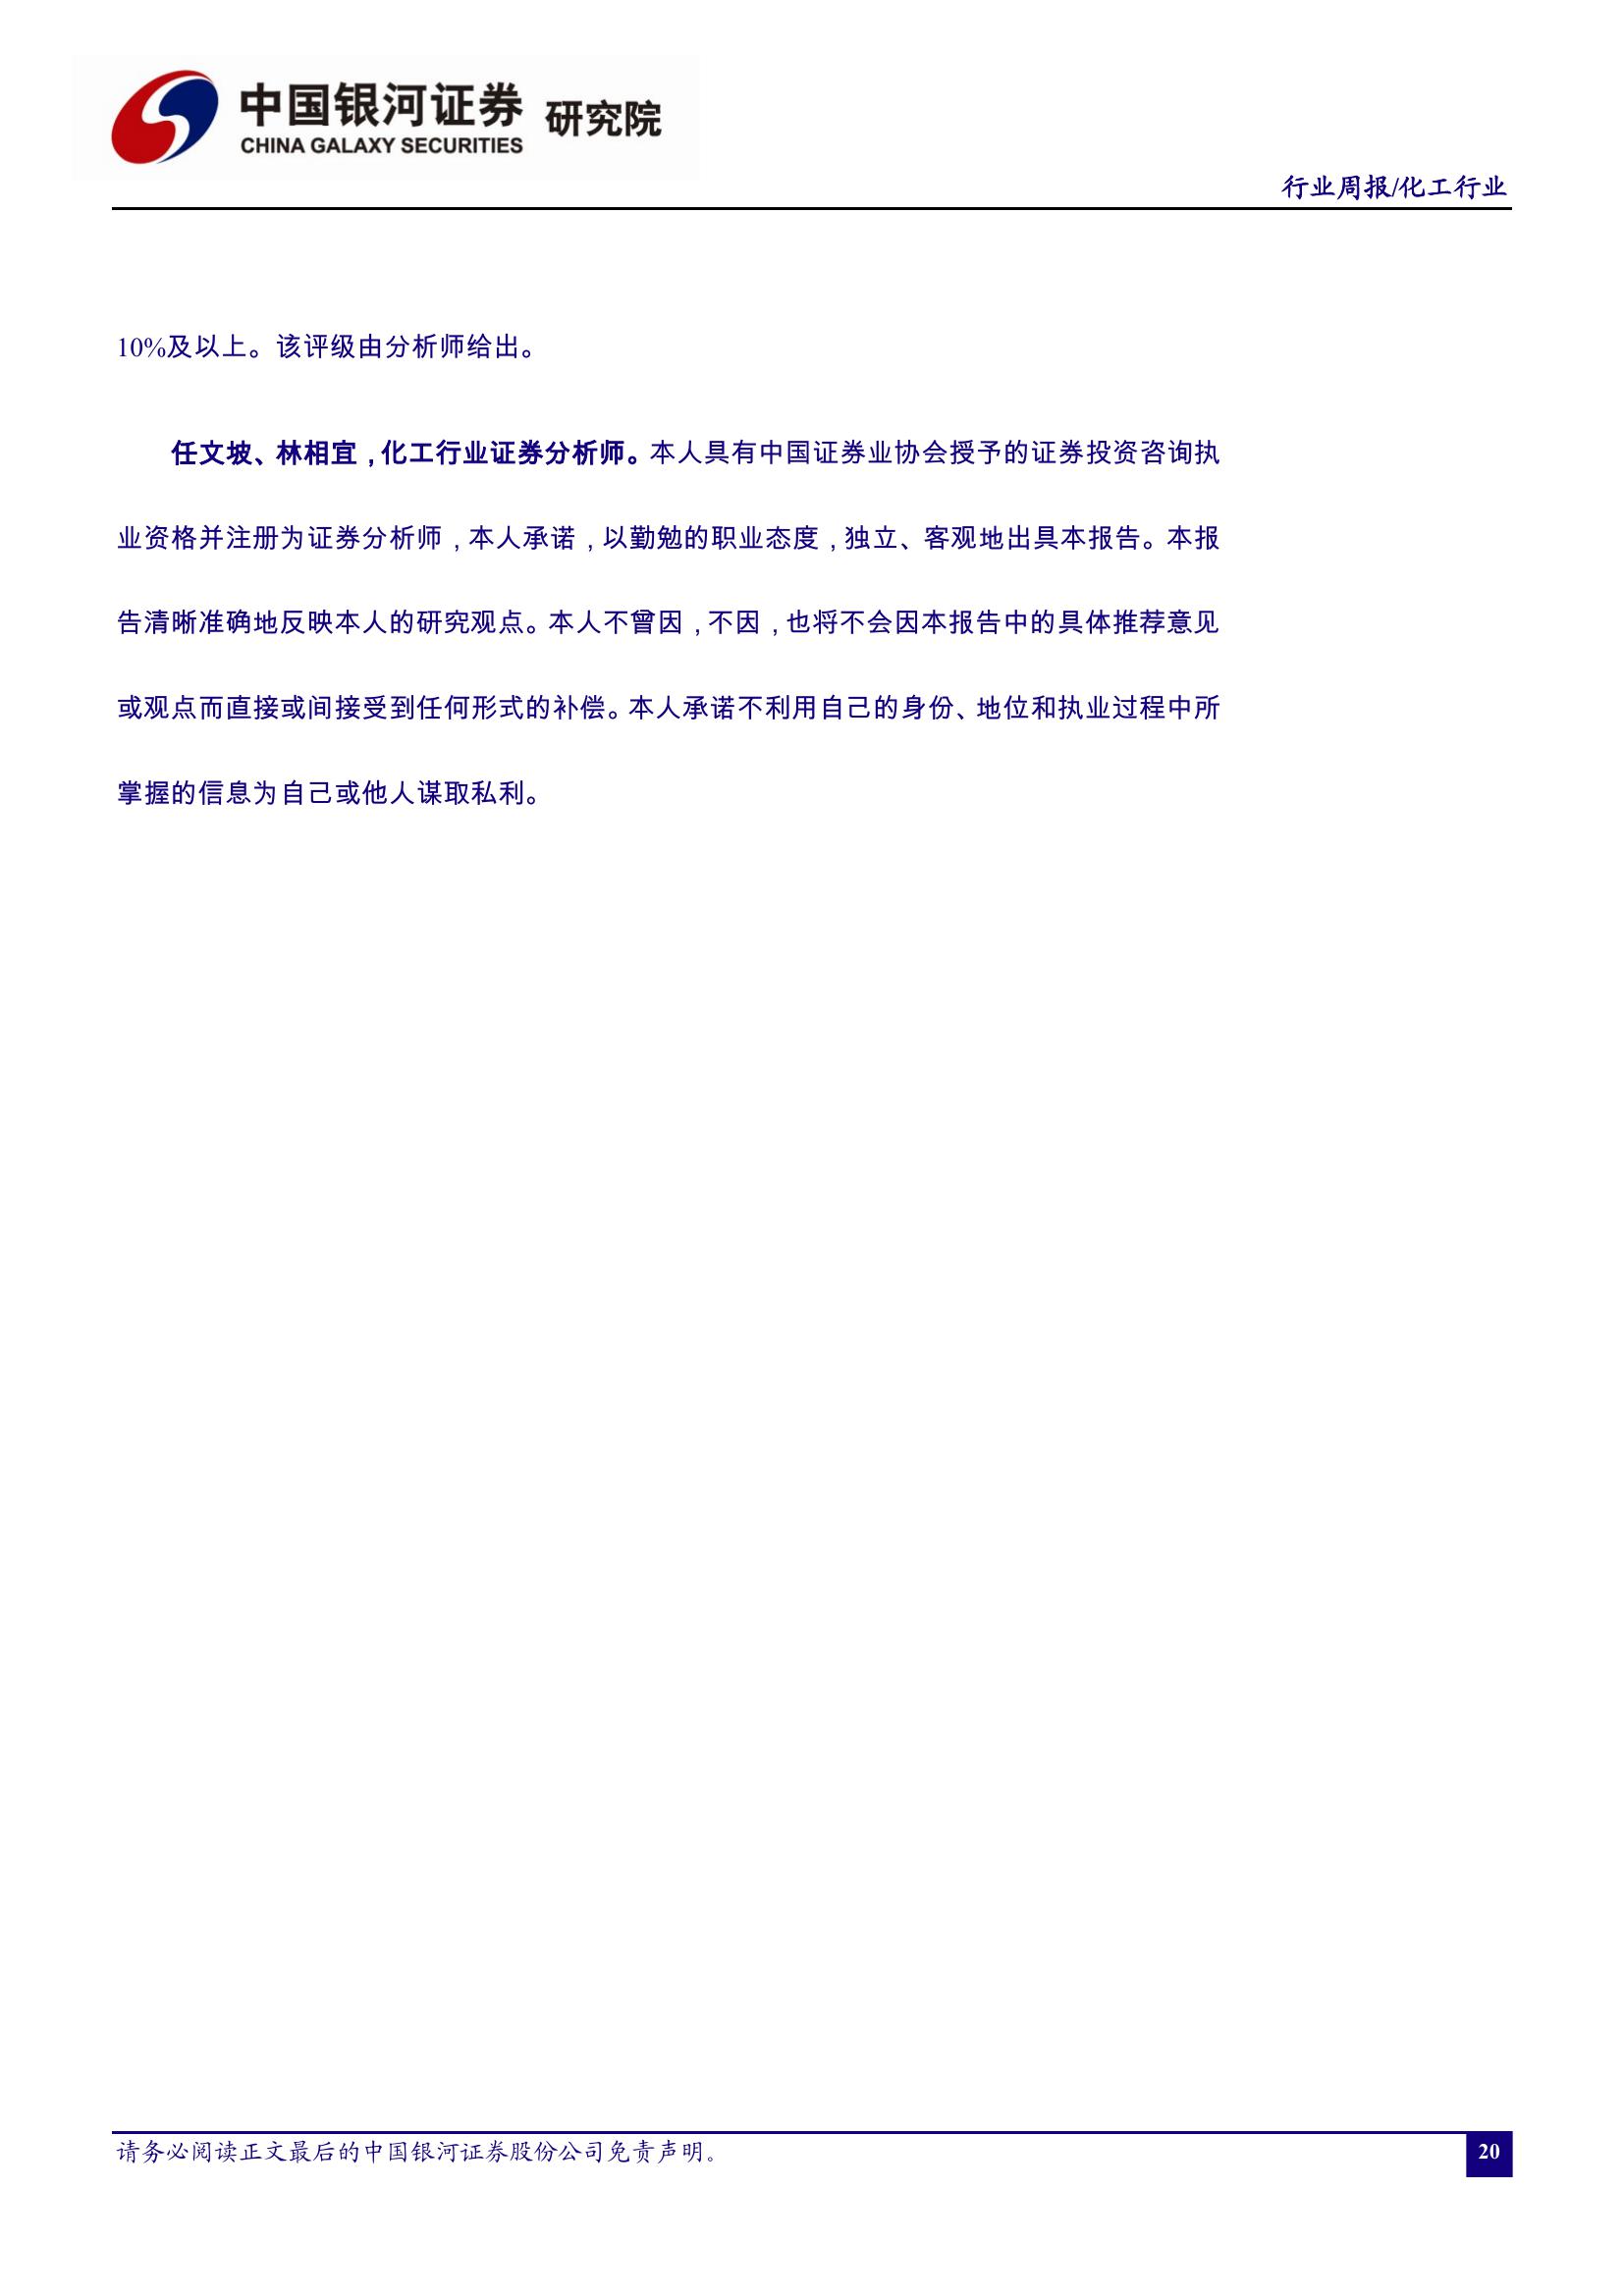 中国银河证券 研究院
CHINA GALAXY SECURITIES
行业周报/化工行业
10%及以上。该评级由分析师给出。
任文坡、林相宜，化工行业证券分析师。本人具有中国证券业协会授予的证券投资咨询执
业资格并注册为证券分析师，本人承诺，以勤勉的职业态度，独立、客观地出具本报告。本报
告清晰准确地反映本人的研究观点。本人不曾因，不因，也将不会因本报告中的具体推荐意见
或观点而直接或间接受到任何形式的补偿。本人承诺不利用自己的身份、地位和执业过程中所
掌握的信息为自己或他人谋取私利。
请务必阅读正文最后的中国银河证券股份公司免责声明。
20